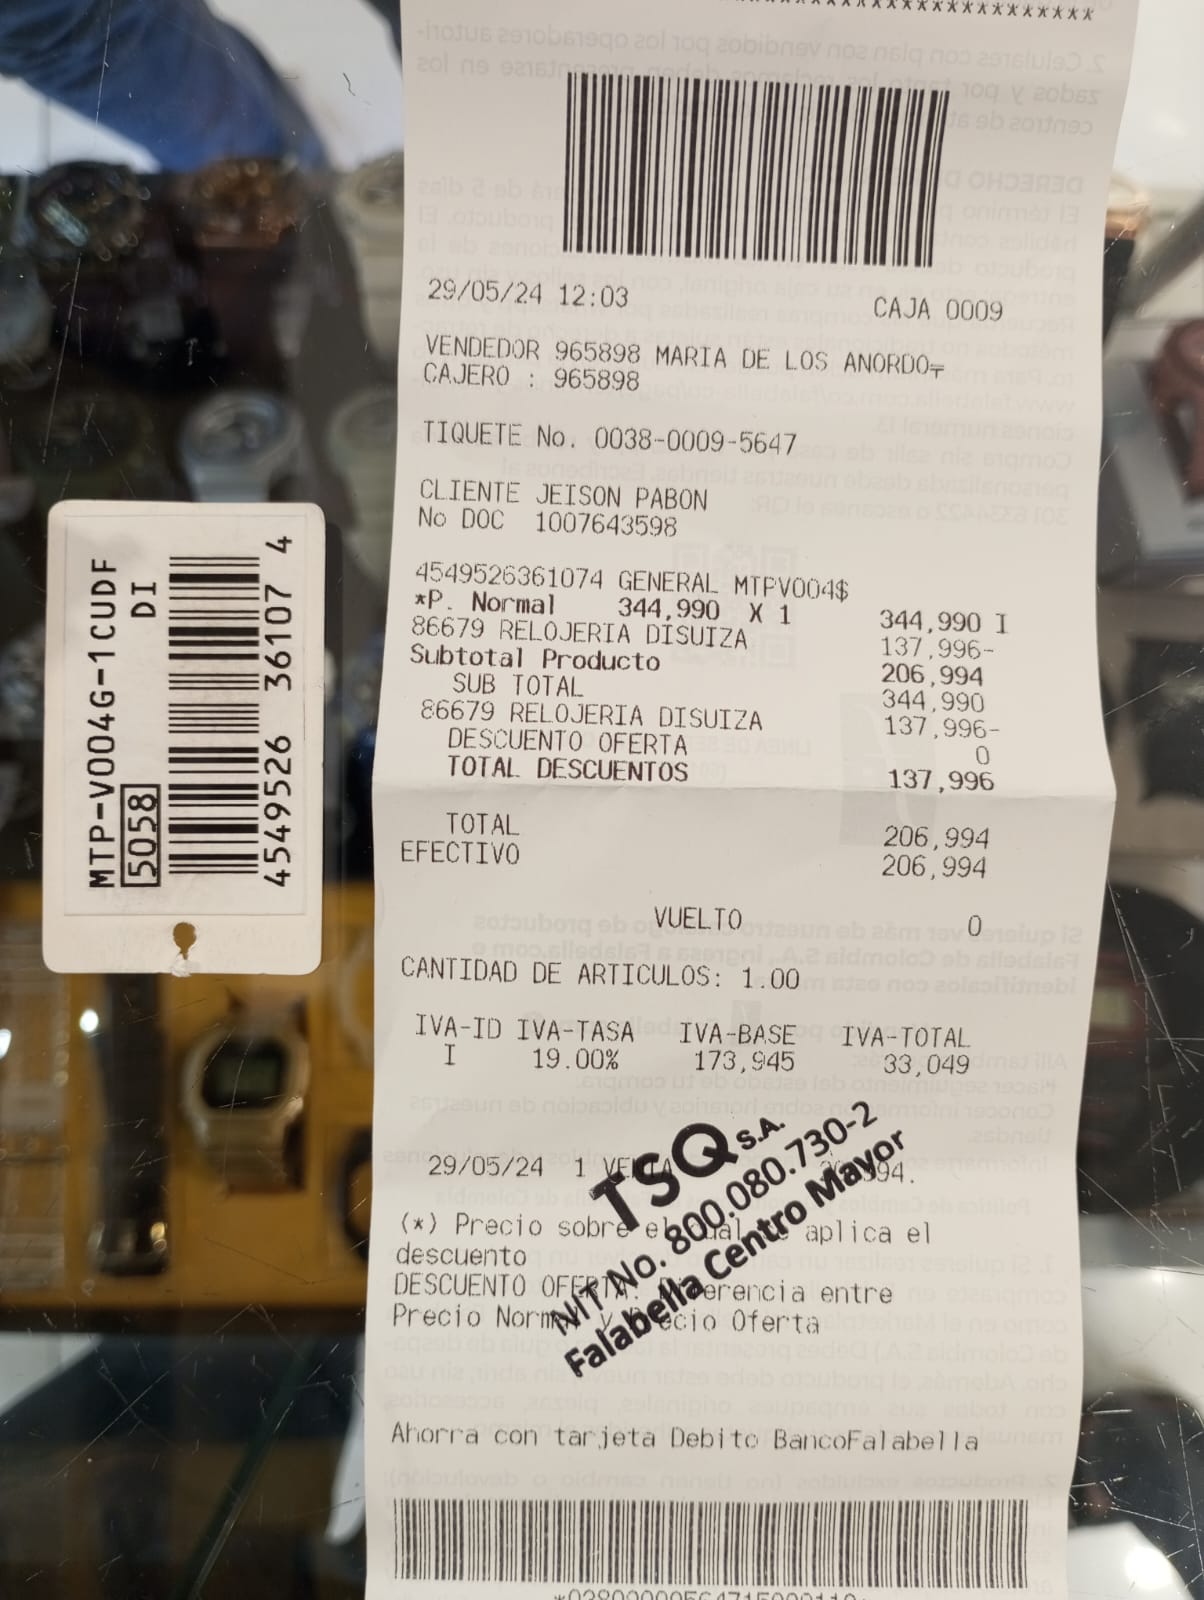 MTP-V004G-1CUDF
DI
5058
4549526 36107 4
29/05/24 12:03 CAJA 0009
VENDEDOR 965898 MARIA DE LOS ANORDO
CAJERO : 965898
TIQUETE No. 0038-0009-5647
CLIENTE JEISON PABON
No DOC 1007643598
4549526361074 GENERAL MTPV004$
*P. Normal 344,990 X 1 344,990 I
86679 RELOJERIA DISUIZA 137,996-
Subtotal Producto 206,994
SUB TOTAL 344,990
86679 RELOJERIA DISUIZA 137,996-
DESCUENTO OFERTA 0
TOTAL DESCUENTOS 137,996
TOTAL 206,994
EFECTIVO 206,994
VUELTO 0
CANTIDAD DE ARTICULOS: 1.00
IVA-ID IVA-TASA IVA-BASE IVA-TOTAL
I 19.00% 173,945 33,049
29/05/24 1 VENTA
TSQ S.A.
NIT No. 800.080.730-2
Falabella Centro Mayor
(*) Precio sobre el cual aplica el
descuento
DESCUENTO OFERTA: Diferencia entre
Precio Normal y Precio Oferta
Ahorra con tarjeta Debito BancoFalabella